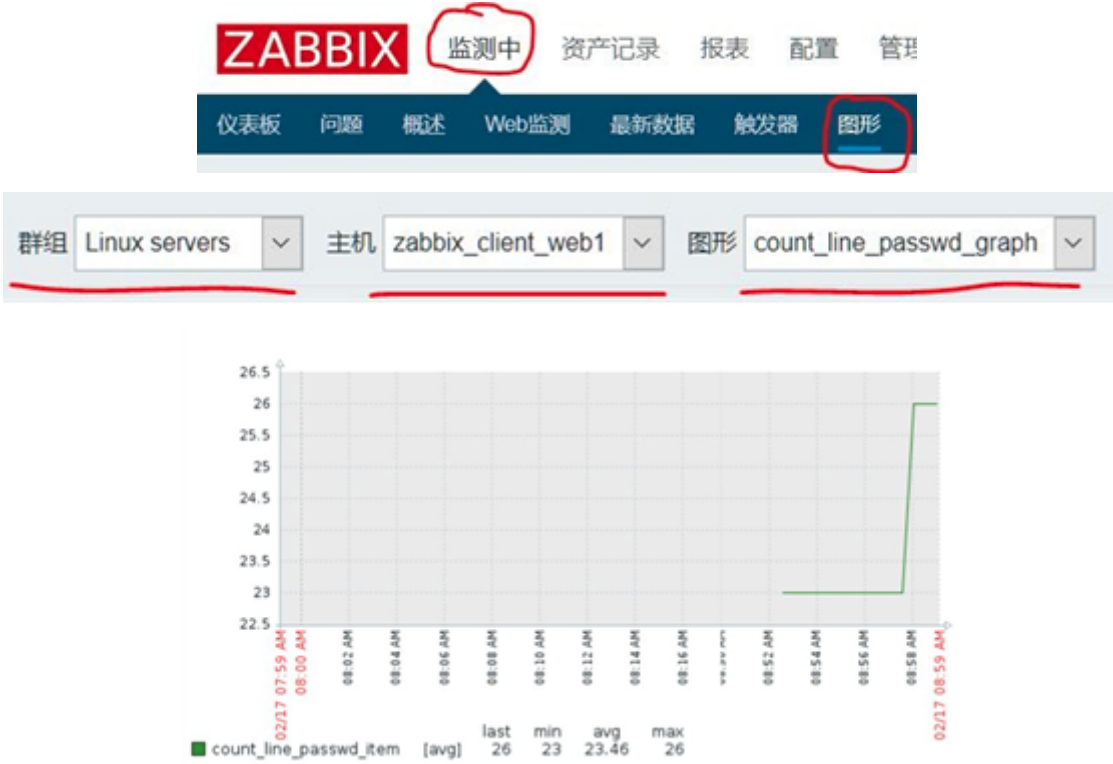 ZABBIX 监测中 资产记录 报表 配置
仪表板 问题 概述 Web监测 最新数据 触发器 图形
群组 Linux servers 主机 zabbix_client_web1 图形 count_line_passwd_graph
26.5
26
25.5
25
24.5
24
23.5
23
22.5
02/17 07:59 AM
08:00 AM
08:02 AM
08:04 AM
08:06 AM
08:08 AM
08:10 AM
08:12 AM
08:14 AM
08:16 AM
08:52 AM
08:54 AM
08:56 AM
08:58 AM
02/17 08:59 AM
last min avg max
count_line_passwd_item [avg] 26 23 23.46 26